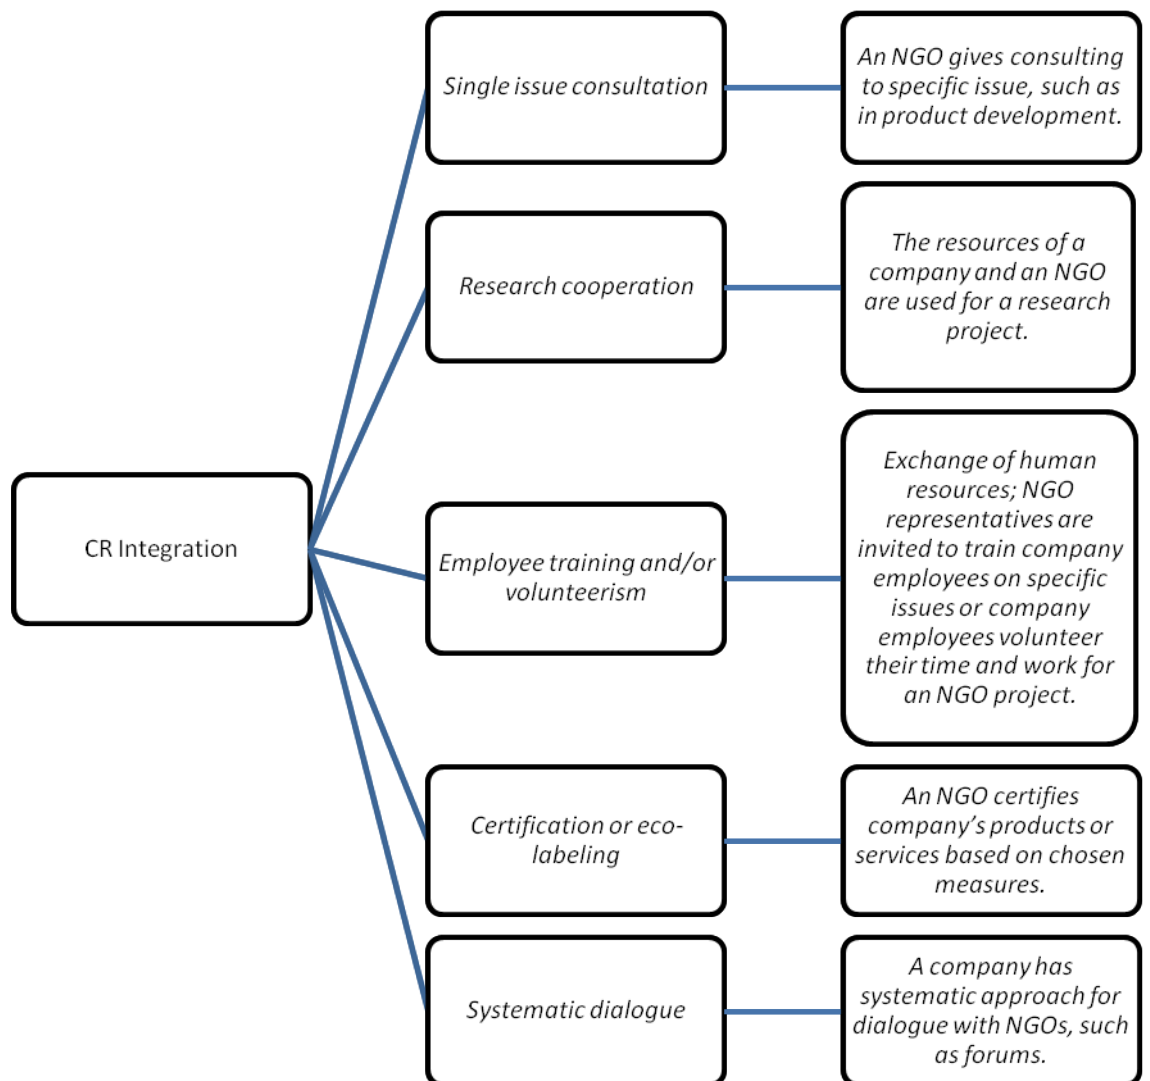 Single issue consultation
An NGO gives consulting
to specific issue, such as
in product development.
Research cooperation
The resources of a
company and an NGO
are used for a research
project.
CR Integration
Employee training and/or
volunteerism
Exchange of human
resources; NGO
representatives are
invited to train company
employees on specific
issues or company
employees volunteer
their time and work for
an NGO project.
Certification or eco-
labeling
An NGO certifies
company’s products or
services based on chosen
measures.
Systematic dialogue
A company has
systematic approach for
dialogue with NGOs, such
as forums.